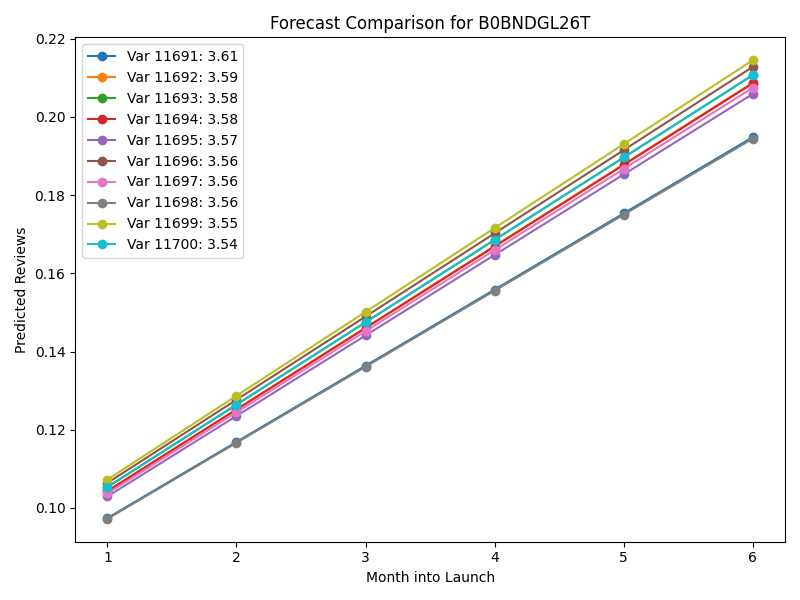 Forecast Comparison for B0BNDGL26T
Var 11691: 3.61
Var 11692: 3.59
Var 11693: 3.58
Var 11694: 3.58
Var 11695: 3.57
Var 11696: 3.56
Var 11697: 3.56
Var 11698: 3.56
Var 11699: 3.55
Var 11700: 3.54
Predicted Reviews
0.22
0.20
0.18
0.16
0.14
0.12
0.10
1 2 3 4 5 6
Month into Launch